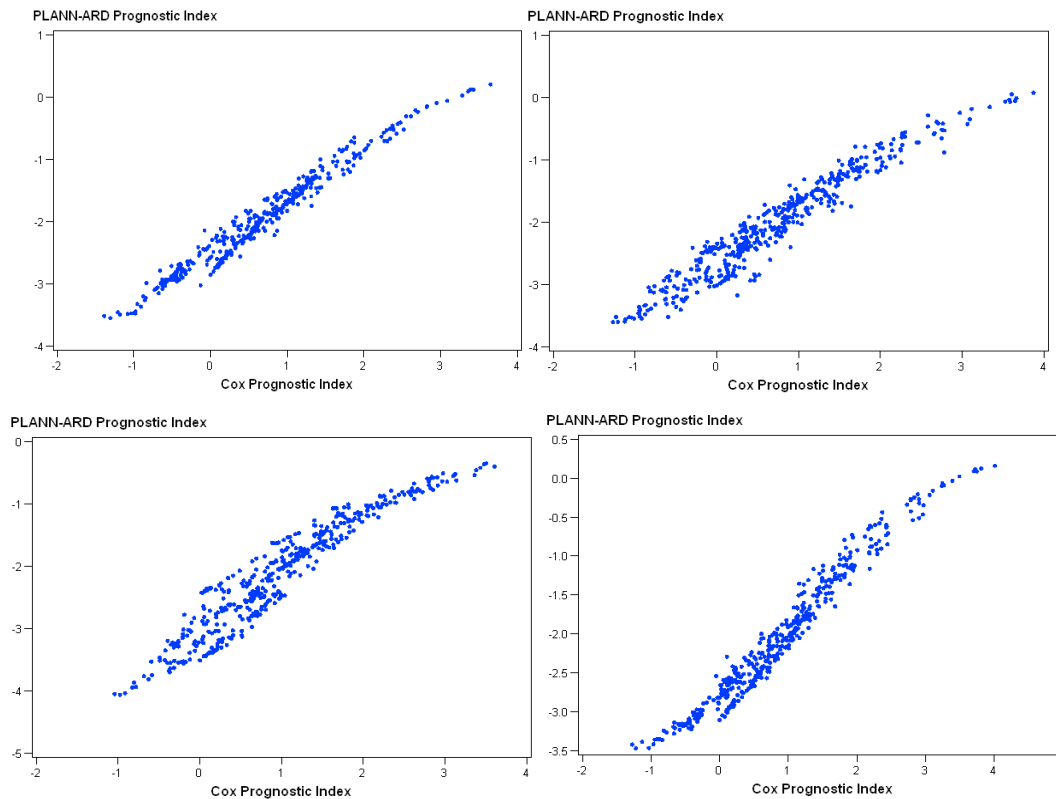 PLANN-ARD Prognostic Index
1
0
-1
-2
-3
-4
-2 -1 0 1 2 3 4
Cox Prognostic Index
PLANN-ARD Prognostic Index
1
0
-1
-2
-3
-4
-2 -1 0 1 2 3 4
Cox Prognostic Index
PLANN-ARD Prognostic Index
0
-1
-2
-3
-4
-5
-2 -1 0 1 2 3 4
Cox Prognostic Index
PLANN-ARD Prognostic Index
0.5
0.0
-0.5
-1.0
-1.5
-2.0
-2.5
-3.0
-3.5
-2 -1 0 1 2 3 4
Cox Prognostic Index